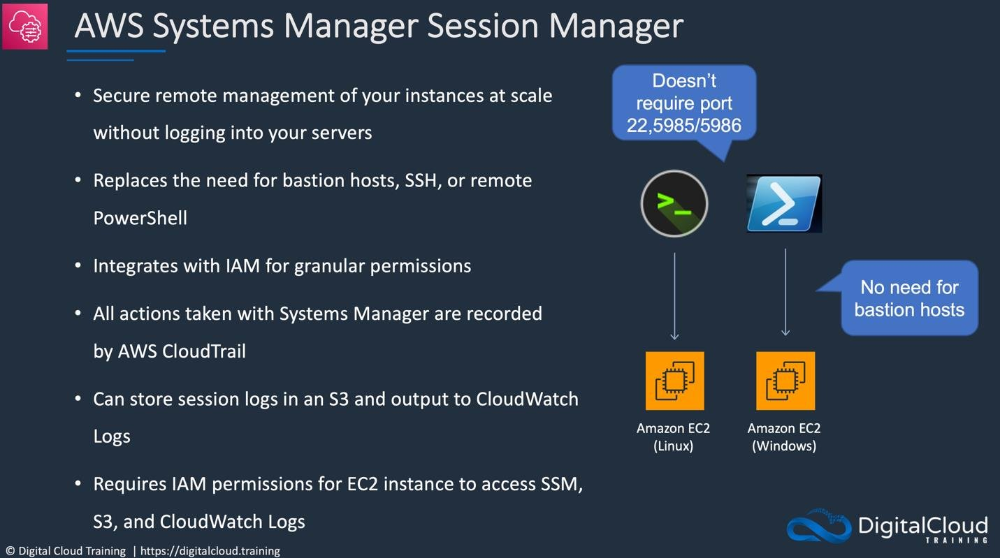 AWS Systems Manager Session Manager
• Secure remote management of your instances at scale
without logging into your servers
• Replaces the need for bastion hosts, SSH, or remote
PowerShell
• Integrates with IAM for granular permissions
• All actions taken with Systems Manager are recorded
by AWS CloudTrail
• Can store session logs in an S3 and output to CloudWatch
Logs
• Requires IAM permissions for EC2 instance to access SSM,
S3, and CloudWatch Logs
Doesn’t
require port
22,5985/5986
No need for
bastion hosts
Amazon EC2
(Linux)
Amazon EC2
(Windows)
DigitalCloud
TRAINING
© Digital Cloud Training | https://digitalcloud.training